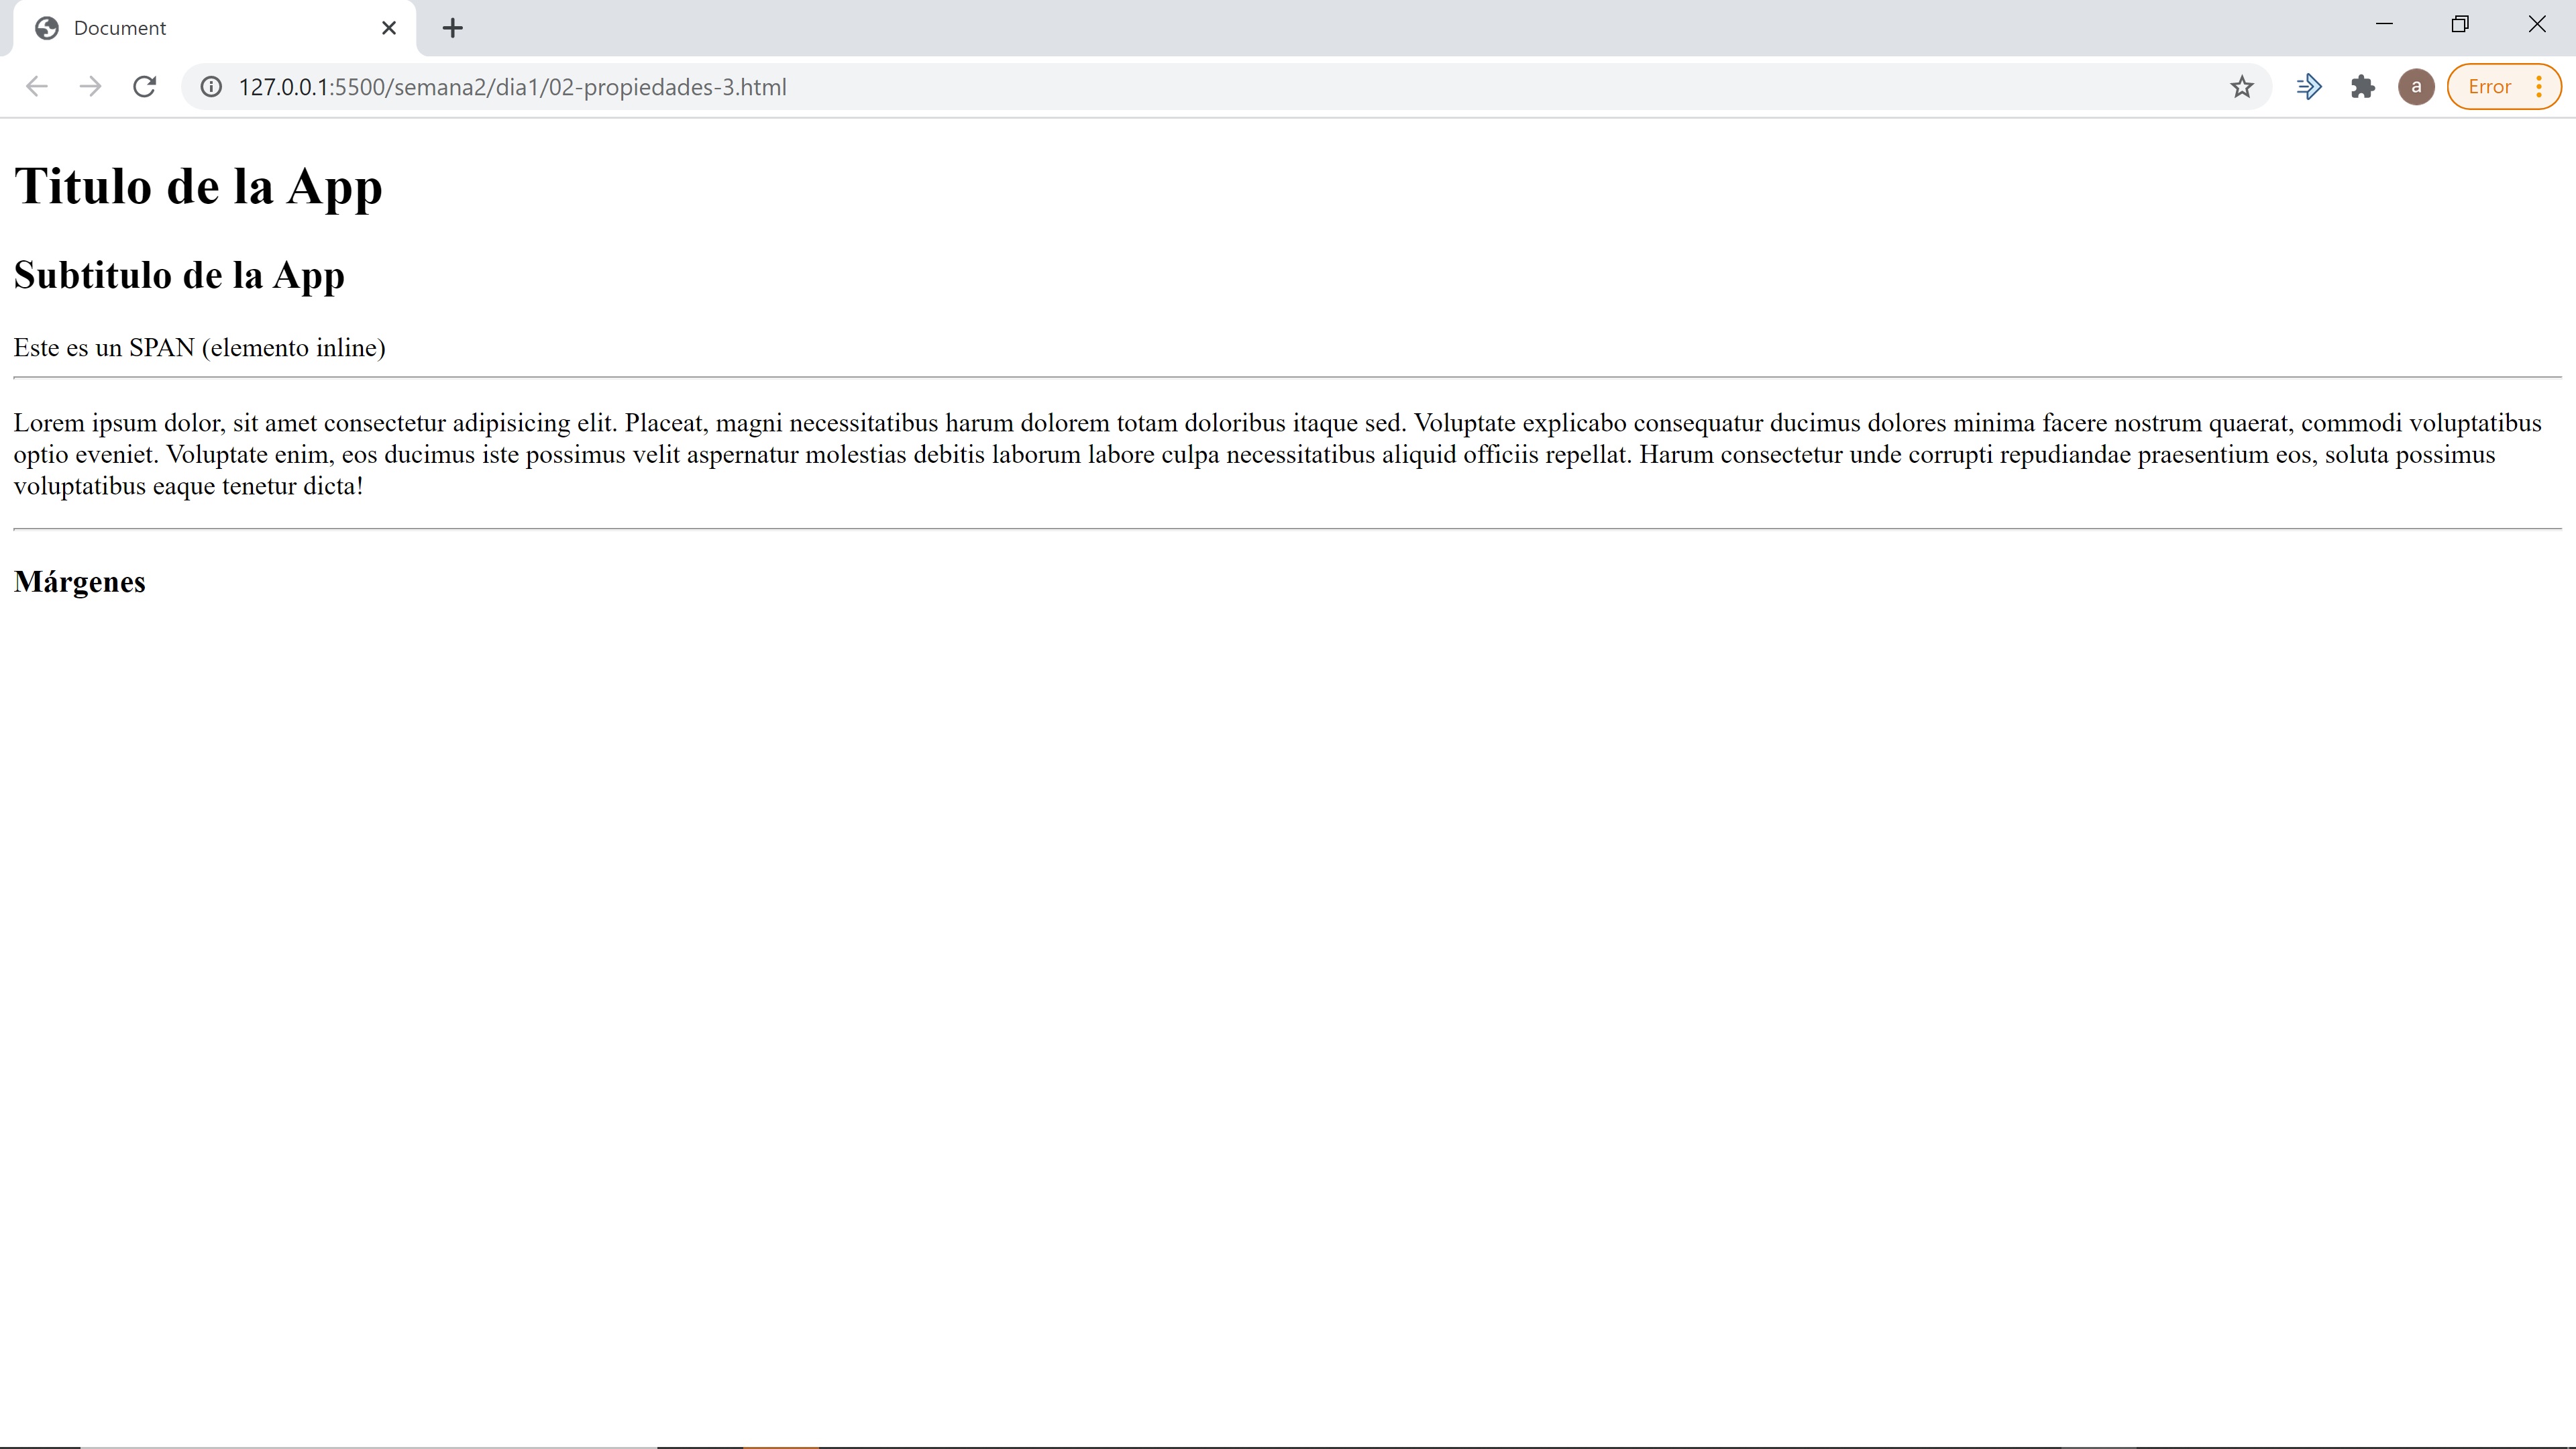 Document
127.0.0.1:5500/semana2/dia1/02-propiedades-3.html
a
Error
Titulo de la App
Subtitulo de la App
Este es un SPAN (elemento inline)
Lorem ipsum dolor, sit amet consectetur adipisicing elit. Placeat, magni necessitatibus harum dolorem totam doloribus itaque sed. Voluptate explicabo consequatur ducimus dolores minima facere nostrum quaerat, commodi voluptatibus
optio eveniet. Voluptate enim, eos ducimus iste possimus velit aspernatur molestias debitis laborum labore culpa necessitatibus aliquid officiis repellat. Harum consectetur unde corrupti repudiandae praesentium eos, soluta possimus
voluptatibus eaque tenetur dicta!
Márgenes